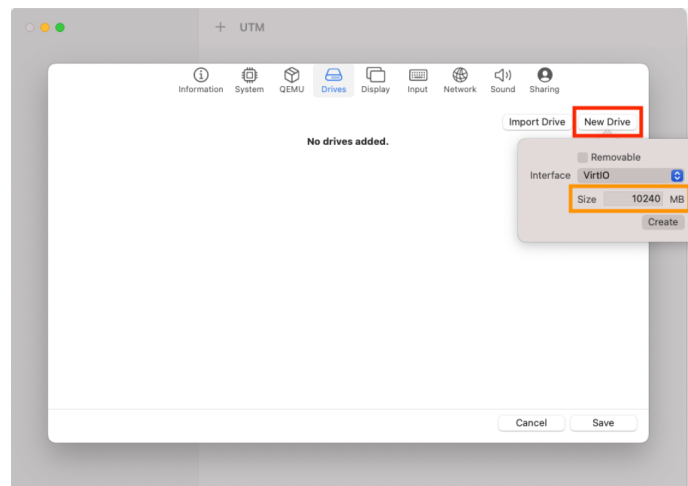 UTM
Information System QEMU Drives Display Input Network Sound Sharing
Import Drive New Drive
No drives added.
Removable
Interface VirtIO
Size 10240 MB
Create
Cancel Save